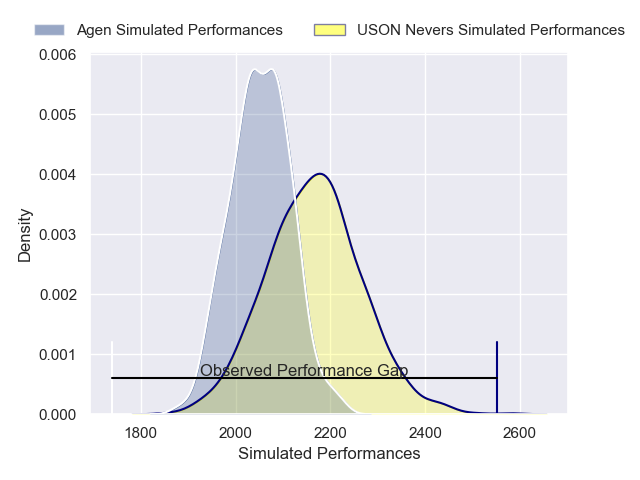 Agen Simulated Performances USON Nevers Simulated Performances
0.006
0.005
0.004
0.003
0.002
0.001
0.000
Density
Observed Performance Gap
1800 2000 2200 2400 2600
Simulated Performances